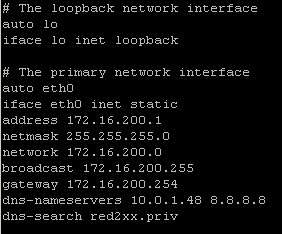 # The loopback network interface
auto lo
iface lo inet loopback
# The primary network interface
auto eth0
iface eth0 inet static
address 172.16.200.1
netmask 255.255.255.0
network 172.16.200.0
broadcast 172.16.200.255
gateway 172.16.200.254
dns-nameservers 10.0.1.48 8.8.8.8
dns-search red2xx.priv